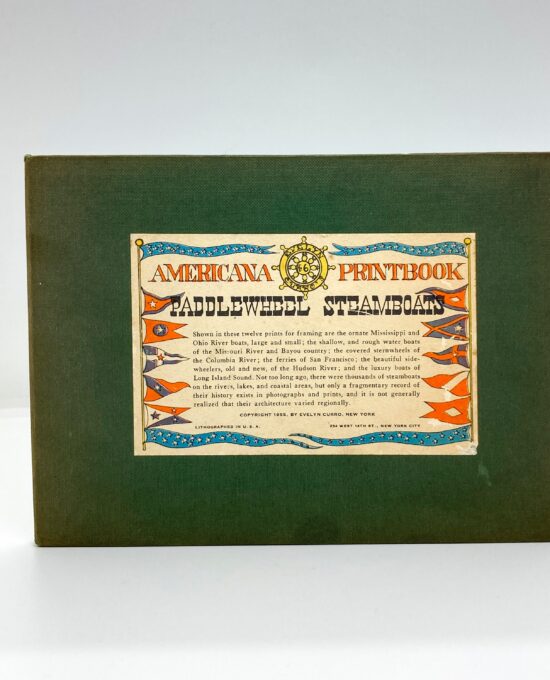 AMERICANA PRINTBOOK
PADDLEWHEEL STEAMBOATS
Shown in these twelve prints for framing are the ornate Mississippi and
Ohio River boats, large and small; the shallow, and rough water boats
of the Missouri River and Bayou country; the covered sternwheels of
the Columbia River; the ferries of San Francisco; the beautiful side-
wheelers, old and new, of the Hudson River; and the luxury boats of
Long Island Sound. Not too long ago, there were thousands of steamboats
on the rivers, lakes, and coastal areas, but only a fragmentary record of
their history exists in photographs and prints, and it is not generally
realized that their architecture varied regionally.
COPYRIGHT BY EVELYN CURRO, NEW YORK
LITHOGRAPHED IN U.S.A. 234 WEST 14TH ST., NEW YORK CITY